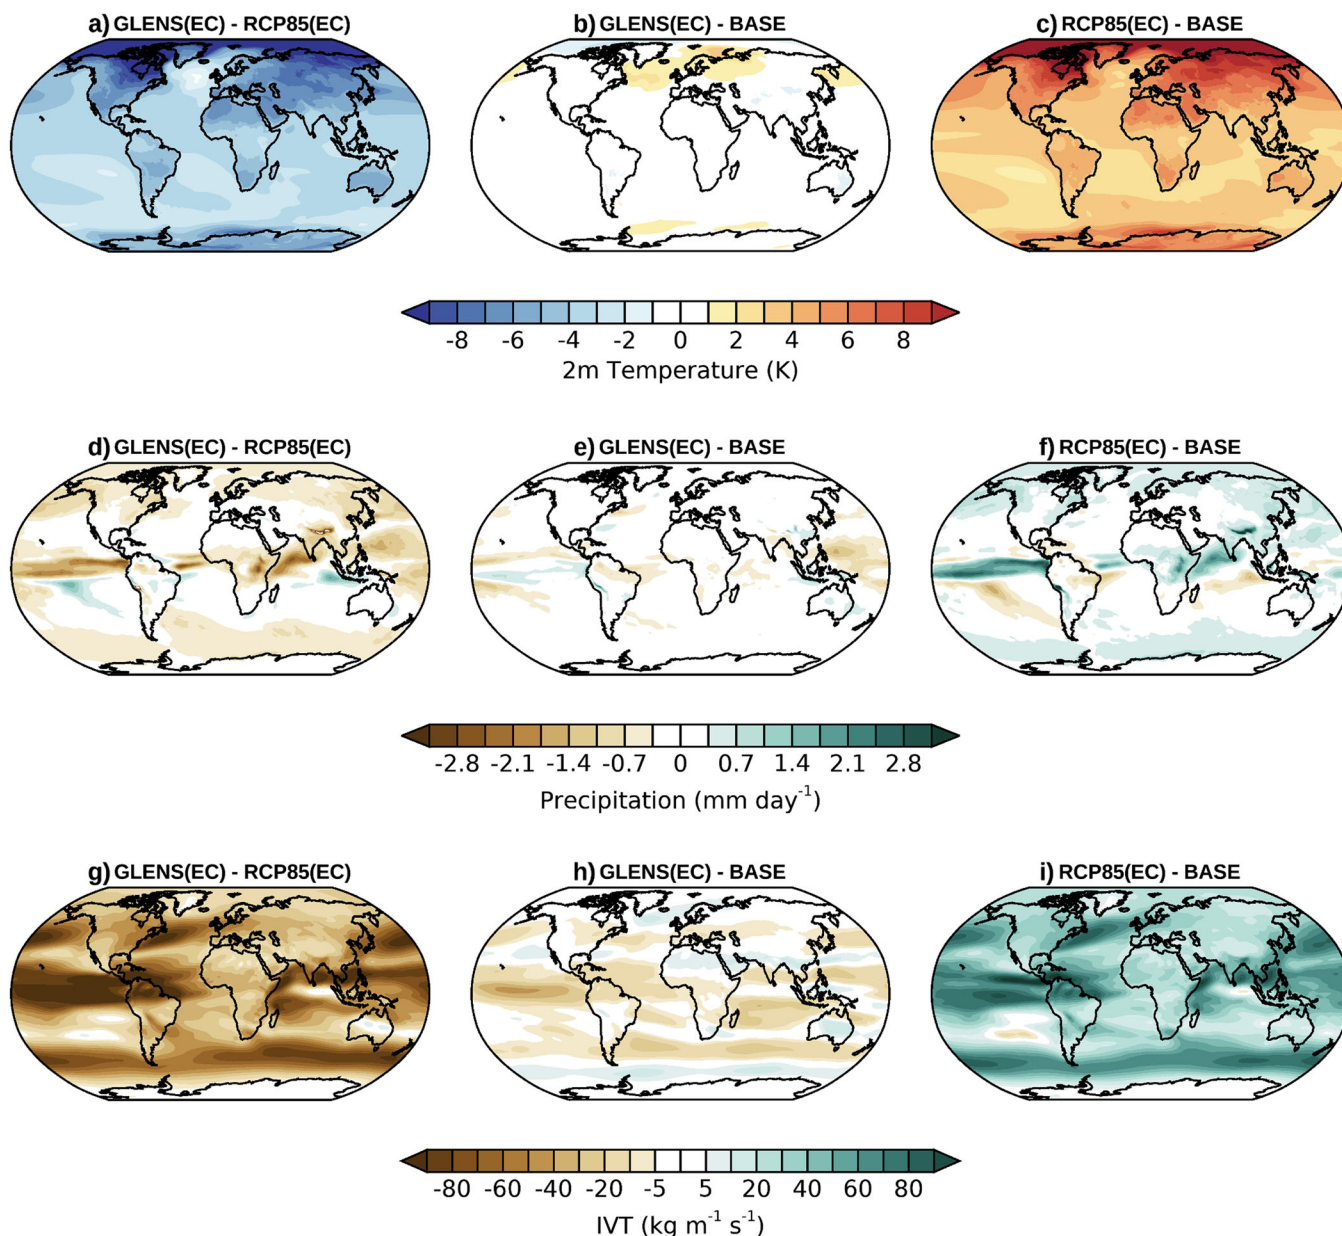 a) GLENS(EC) - RCP85(EC)
b) GLENS(EC) - BASE
c) RCP85(EC) - BASE
-8 -6 -4 -2 0 2 4 6 8
2m Temperature (K)
d) GLENS(EC) - RCP85(EC)
e) GLENS(EC) - BASE
f) RCP85(EC) - BASE
-2.8 -2.1 -1.4 -0.7 0 0.7 1.4 2.1 2.8
Precipitation (mm day⁻¹)
g) GLENS(EC) - RCP85(EC)
h) GLENS(EC) - BASE
i) RCP85(EC) - BASE
-80 -60 -40 -20 -5 5 20 40 60 80
IVT (kg m⁻¹ s⁻¹)